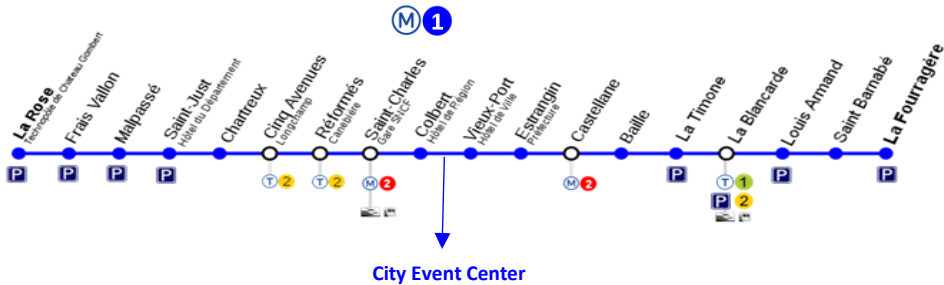 M 1
La Rose
Technopôle de Chateau Gombert
Frais Vallon
Malpassé
Saint-Just
Hôtel du Département
Chartreux
Cinq Avenues
Longchamp
Réformés
Canebière
Saint-Charles
Gare SNCF
Colbert
Hôtel de Région
Vieux-Port
Hôtel de Ville
Estrangin
Préfecture
Castellane
Baille
La Timone
La Blancarde
Louis Armand
Saint Barnabé
La Fourragère
P
P
P
P
T 2
T 2
M 2
M 2
P
T 1
P 2
P
P
City Event Center